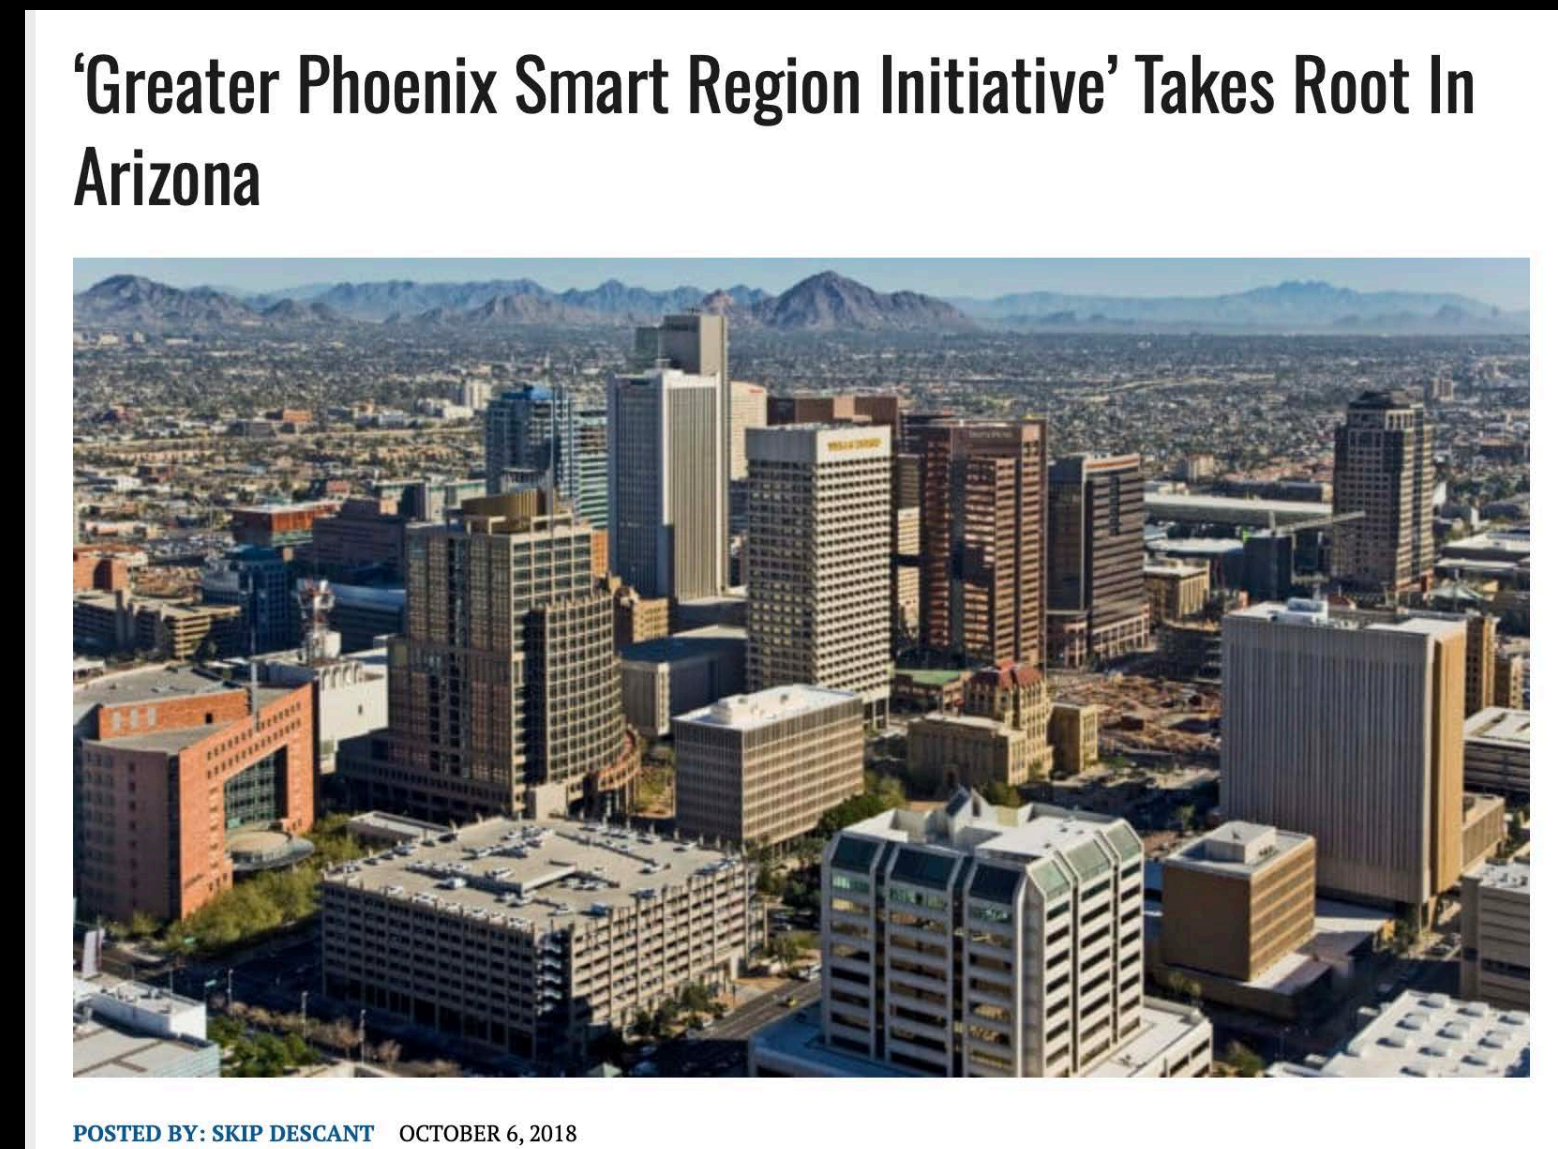 ‘Greater Phoenix Smart Region Initiative’ Takes Root In
Arizona
POSTED BY: SKIP DESCANT OCTOBER 6, 2018